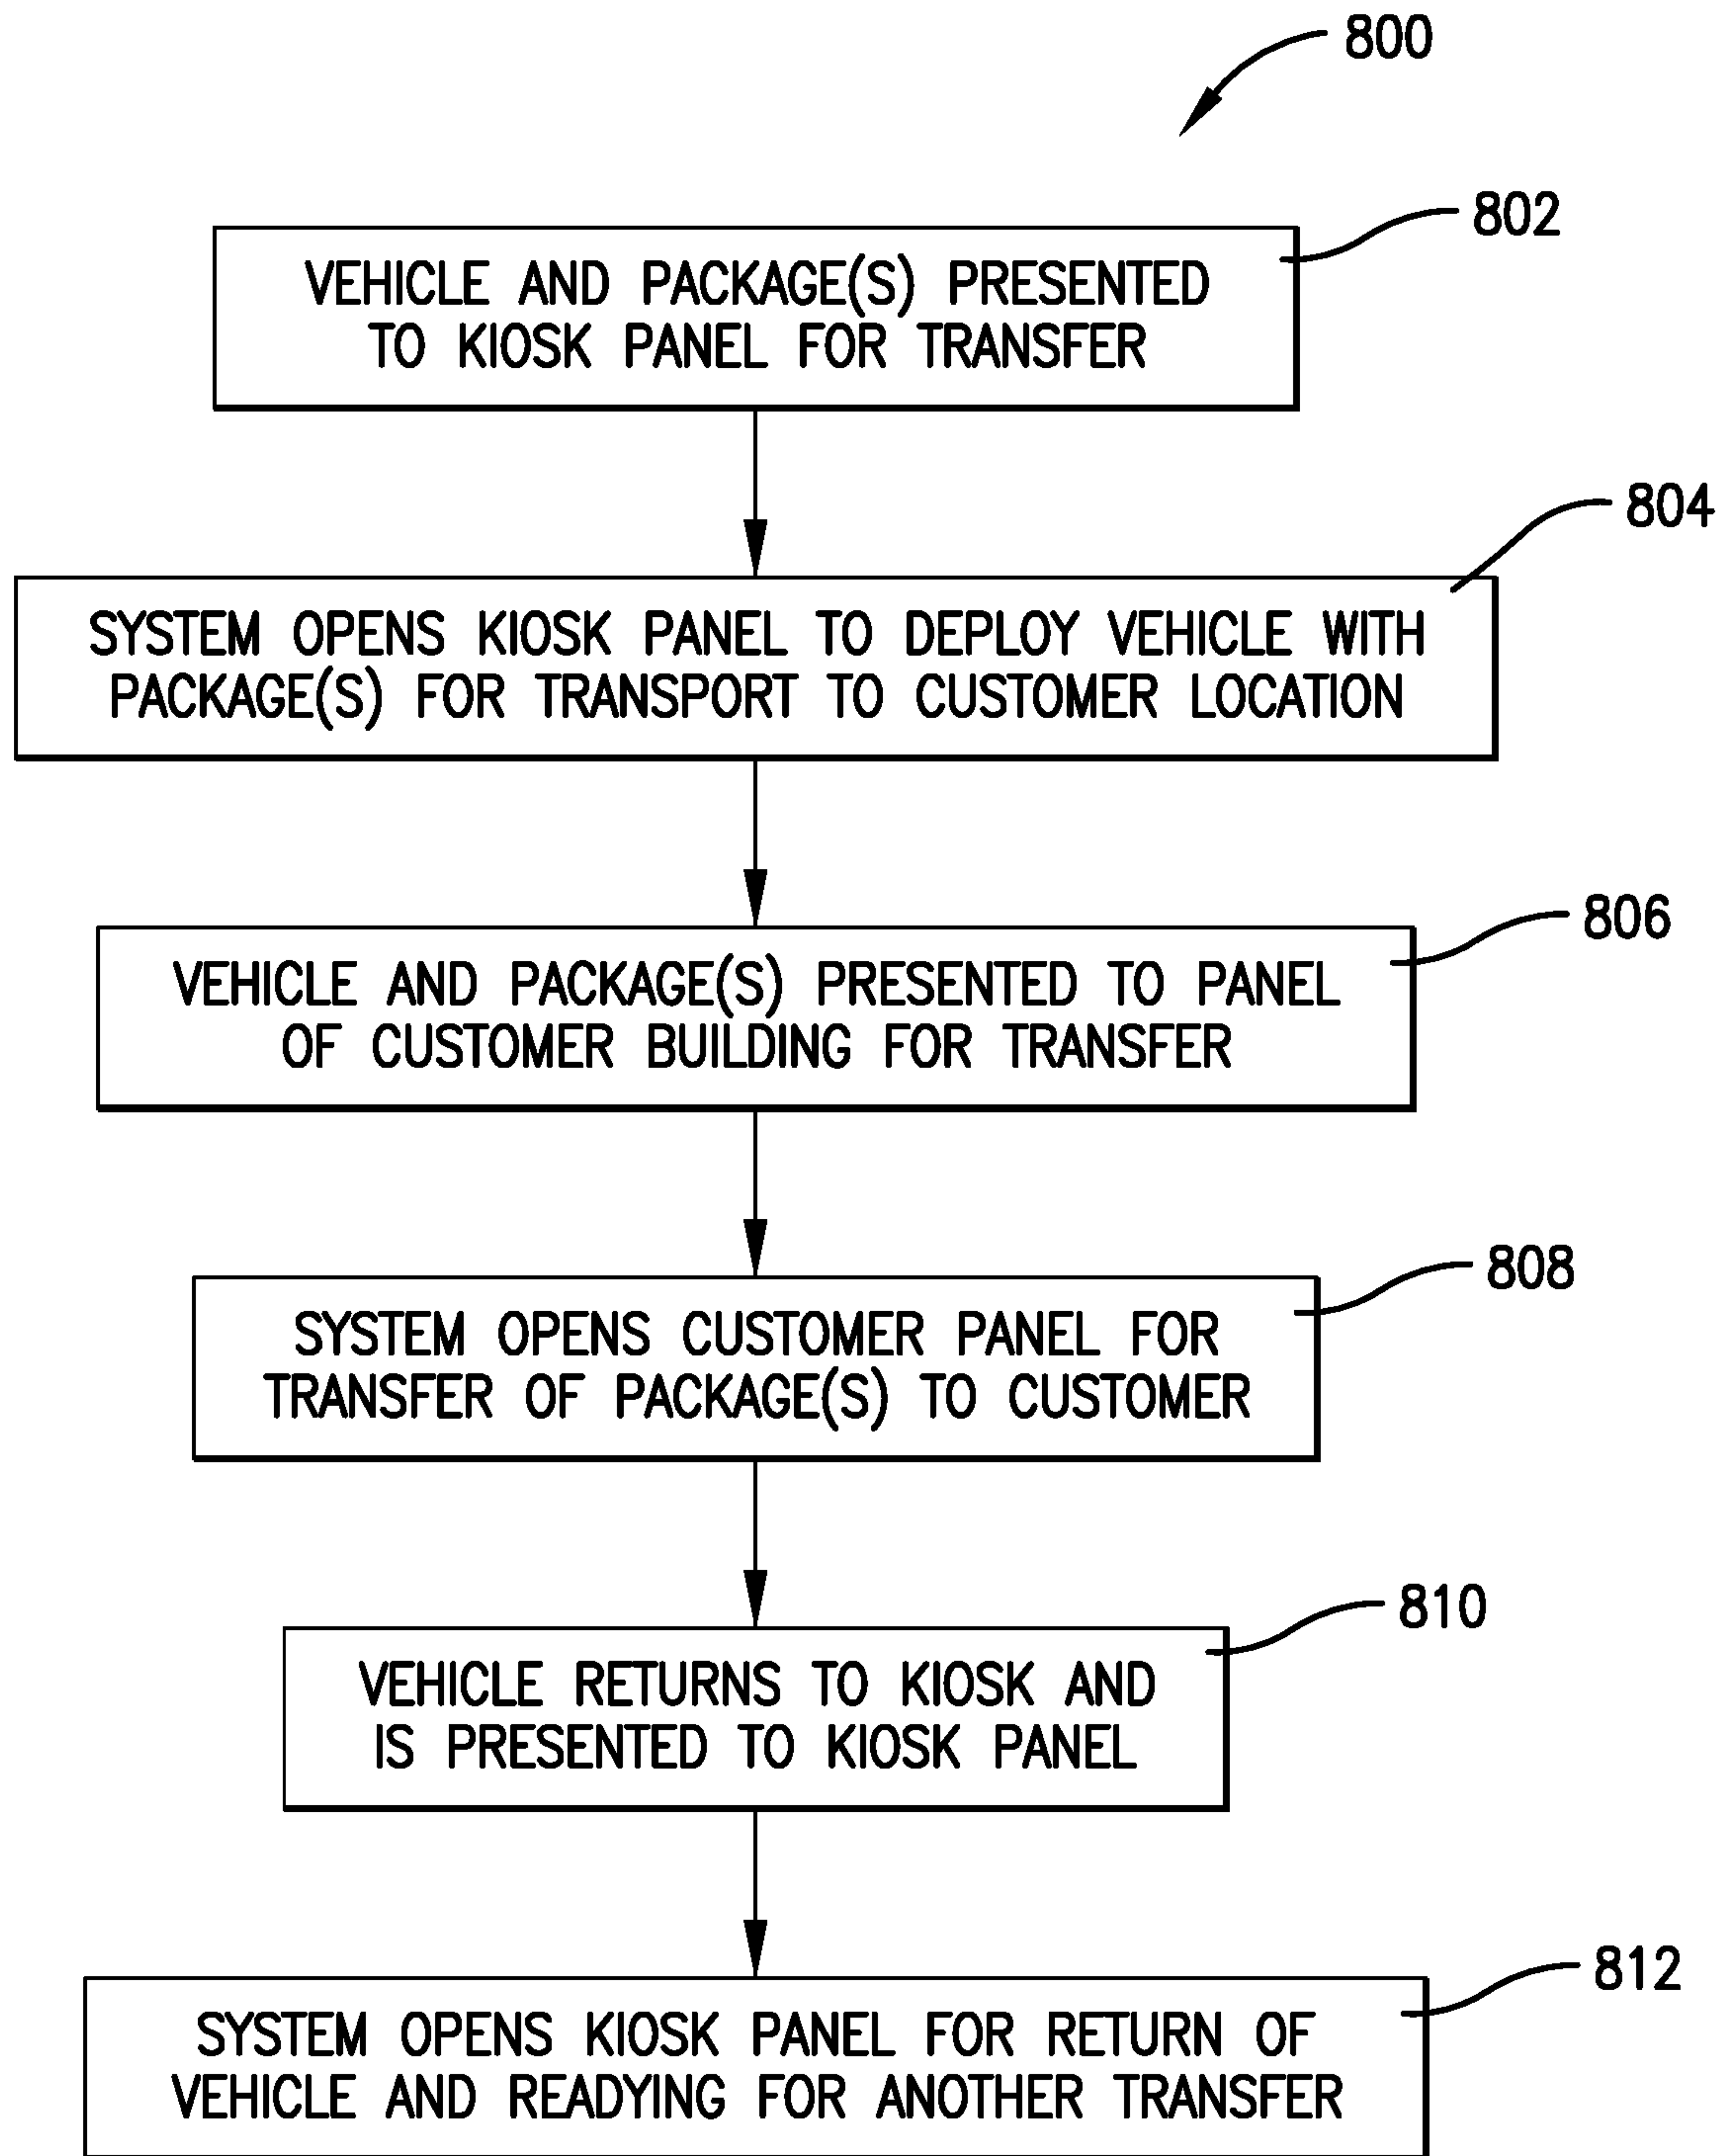 800
802
VEHICLE AND PACKAGE(S) PRESENTED
TO KIOSK PANEL FOR TRANSFER
804
SYSTEM OPENS KIOSK PANEL TO DEPLOY VEHICLE WITH
PACKAGE(S) FOR TRANSPORT TO CUSTOMER LOCATION
806
VEHICLE AND PACKAGE(S) PRESENTED TO PANEL
OF CUSTOMER BUILDING FOR TRANSFER
808
SYSTEM OPENS CUSTOMER PANEL FOR
TRANSFER OF PACKAGE(S) TO CUSTOMER
810
VEHICLE RETURNS TO KIOSK AND
IS PRESENTED TO KIOSK PANEL
812
SYSTEM OPENS KIOSK PANEL FOR RETURN OF
VEHICLE AND READYING FOR ANOTHER TRANSFER